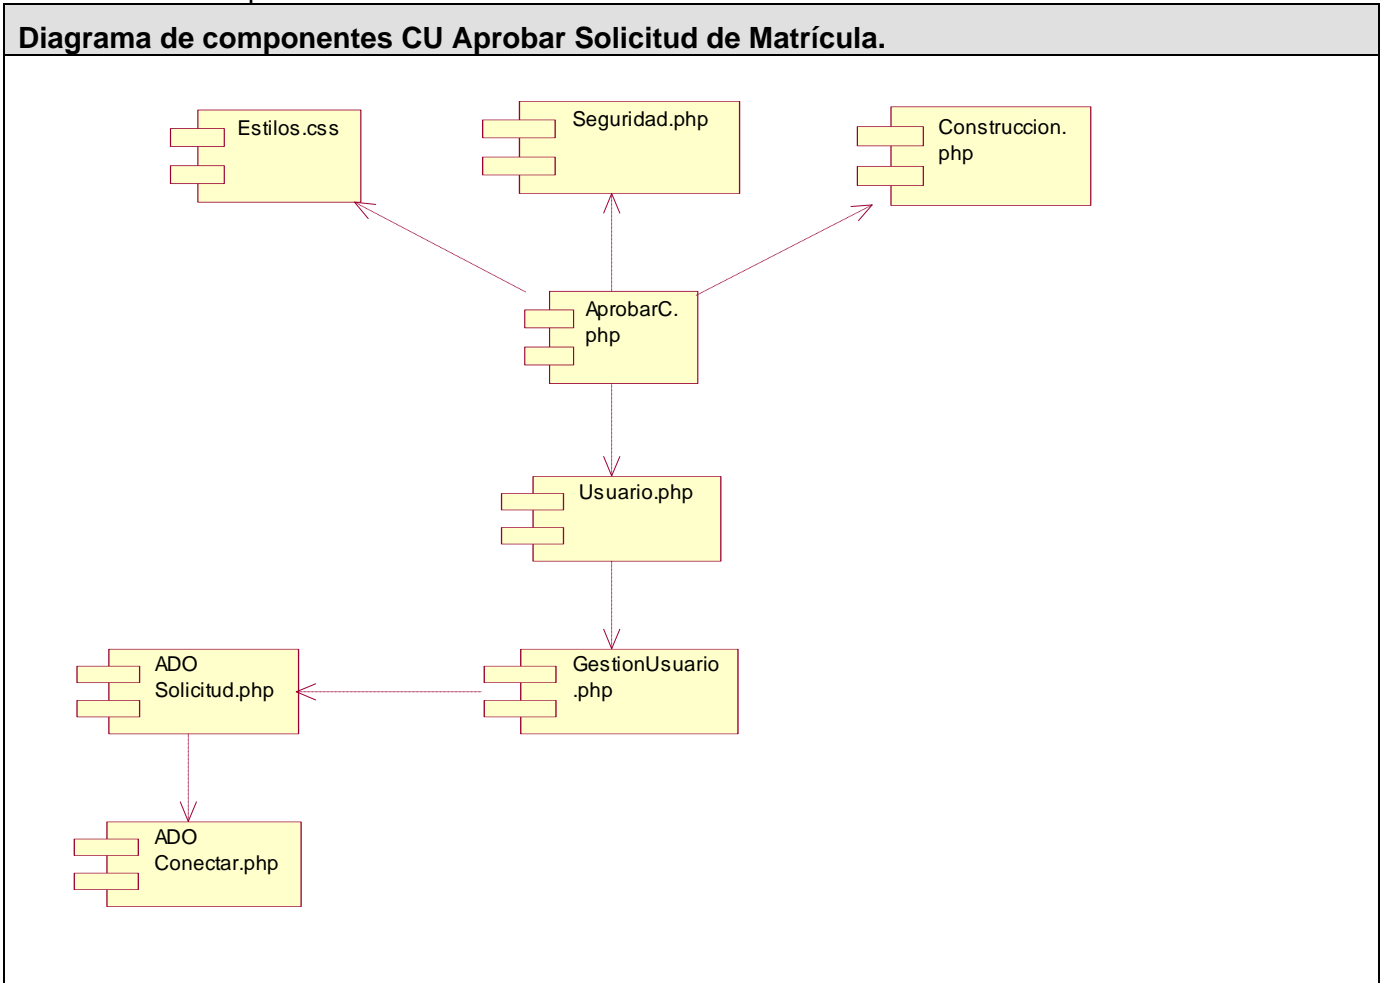 Diagrama de componentes CU Aprobar Solicitud de Matrícula.
Estilos.css
Seguridad.php
Construccion.
php
AprobarC.
php
Usuario.php
ADO
Solicitud.php
GestionUsuario
.php
ADO
Conectar.php